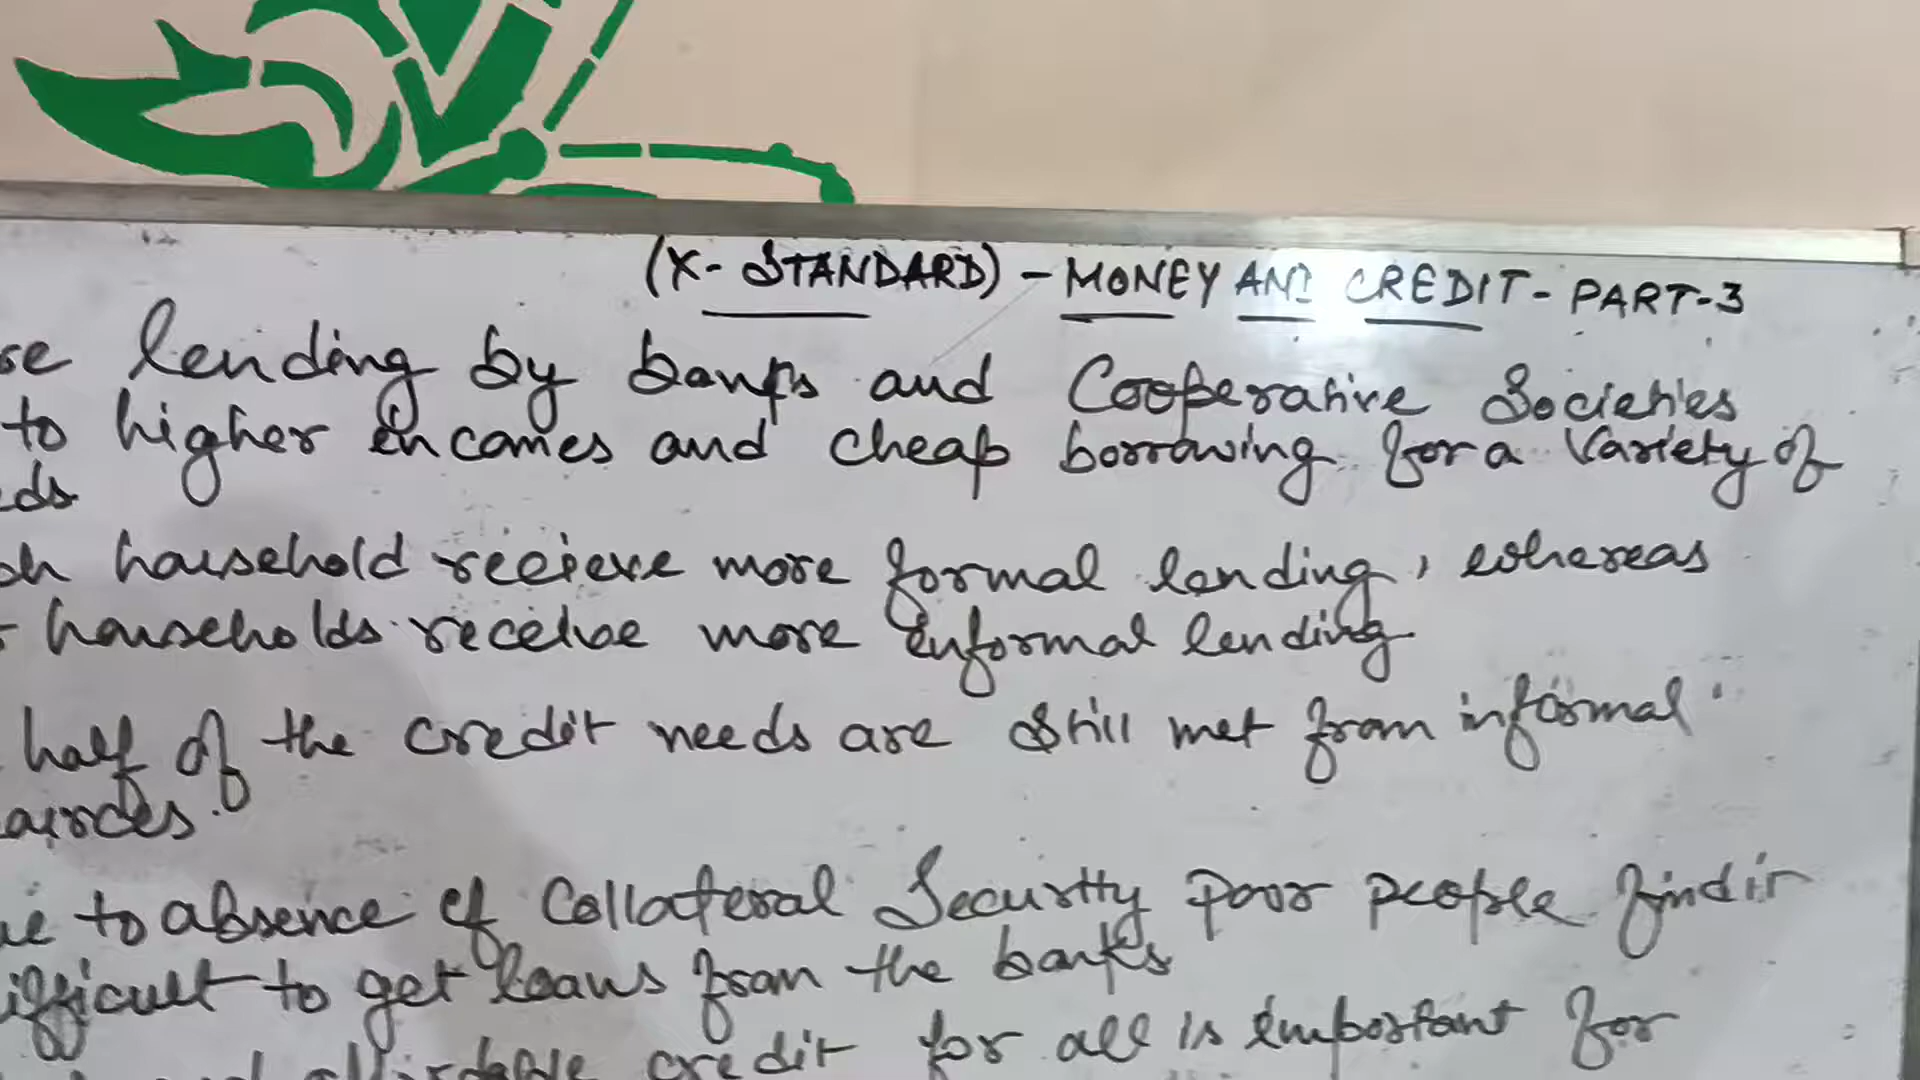 (X- STANDARD) - MONEY AND CREDIT - PART-3
lending by banks and Cooperative Societies
to higher incomes and cheap borrowing for a Variety of
household recieve more formal lending, whereas
households receive more informal lending
half of the credit needs are still met from informal
to absence of Collateral Security poor people find it
to get loans from the banks
credit for all is important for